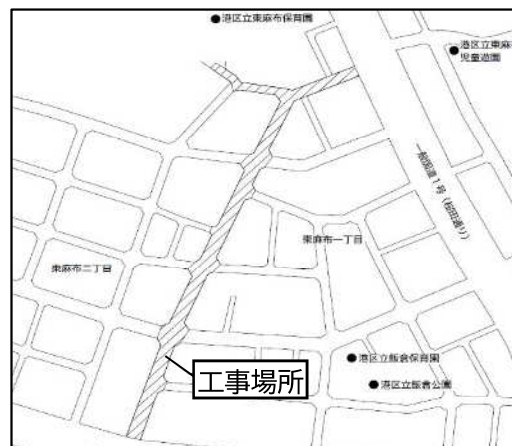 ●港区立東麻布保育園
●港区立東麻布
児童遊園
一般国道1号（桜田通り）
東麻布一丁目
東麻布二丁目
●港区立飯倉保育園
工事場所
●港区立飯倉公園